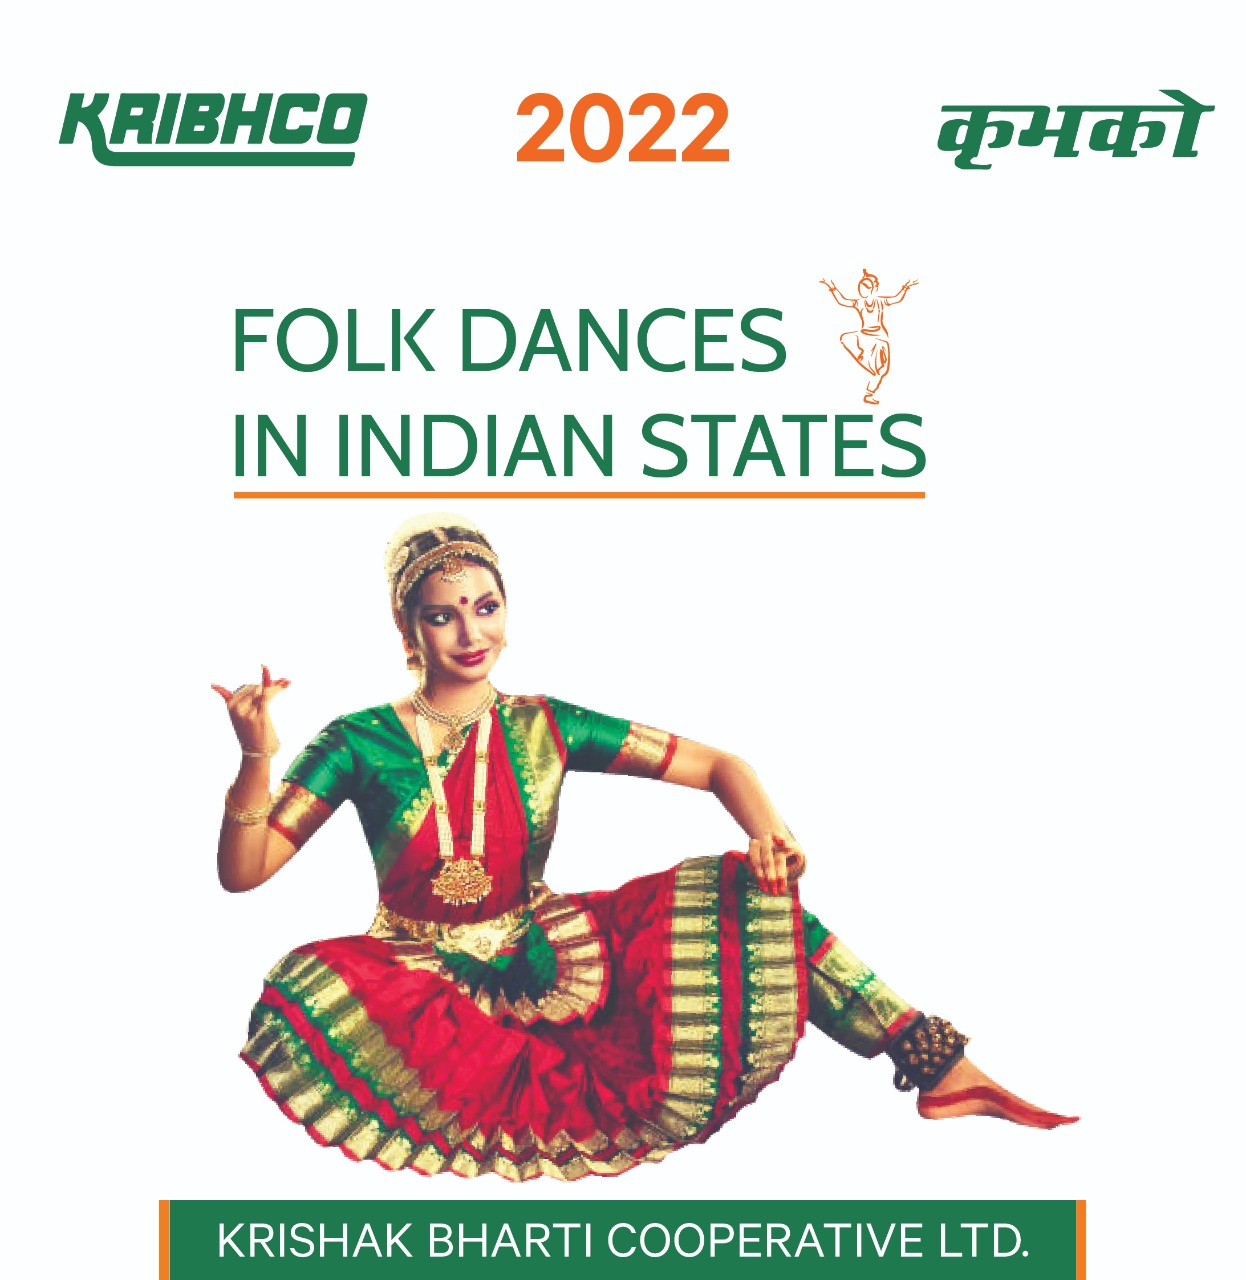 KRIBHCO
2022
कृभको
FOLK DANCES
IN INDIAN STATES
KRISHAK BHARTI COOPERATIVE LTD.